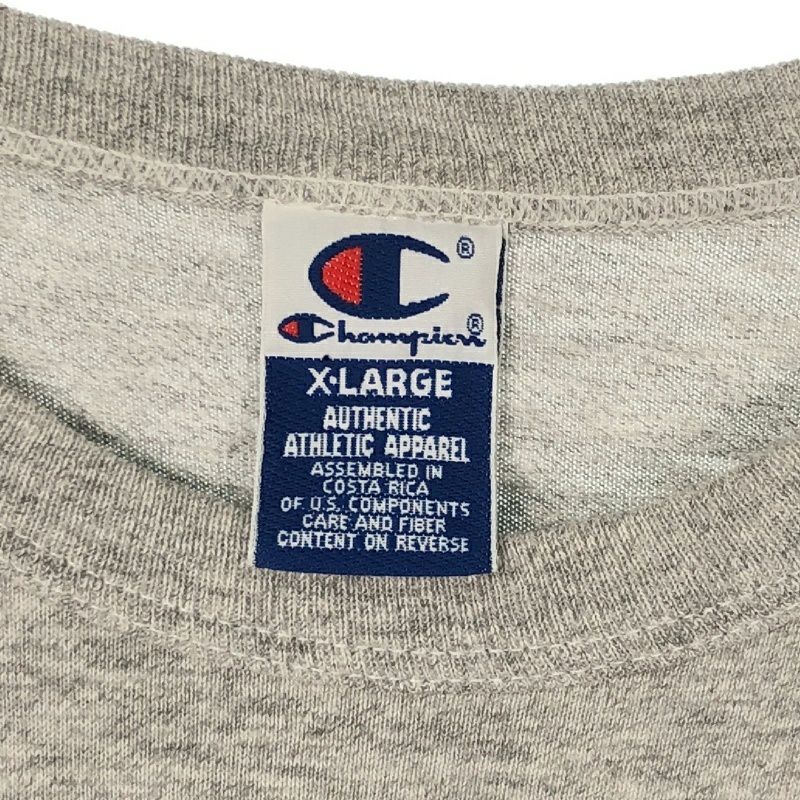 ®
Champion®
X•LARGE
AUTHENTIC
ATHLETIC APPAREL
ASSEMBLED IN
COSTA RICA
OF U.S. COMPONENTS
CARE AND FIBER
CONTENT ON REVERSE